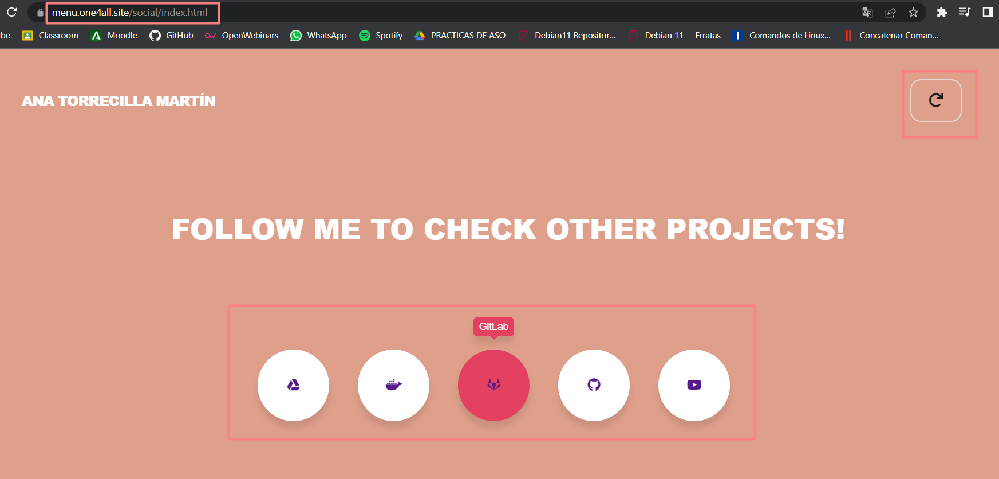 menu.one4all.site/social/index.html
be Classroom Moodle GitHub OpenWebinars WhatsApp Spotify PRACTICAS DE ASO Debian11 Repositor... Debian 11 -- Erratas Comandos de Linux... Concatenar Coman...
ANA TORRECILLA MARTÍN
FOLLOW ME TO CHECK OTHER PROJECTS!
GitLab